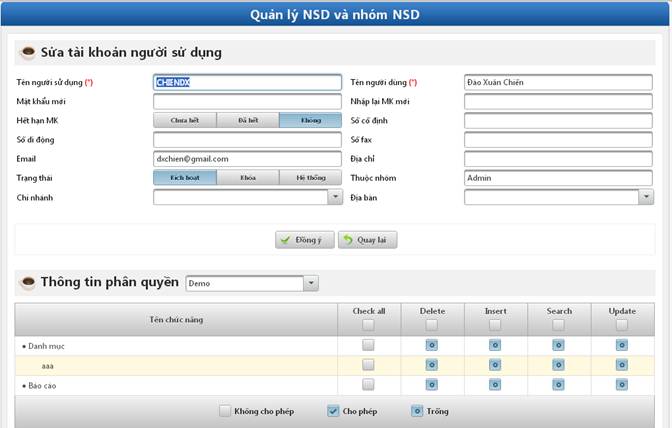 Quản lý NSD và nhóm NSD
Sửa tài khoản người sử dụng
Tên người sử dụng (*) CHIENDX Tên người dùng (*) Đào Xuân Chiến
Mật khẩu mới Nhập lại MK mới
Hết hạn MK Chưa hết Đã hết Không Số cố định
Số di động Số fax
Email dxchien@gmail.com Địa chỉ
Trạng thái Kích hoạt Khóa Hệ thống Thuộc nhóm Admin
Chi nhánh Địa bàn
Đồng ý Quay lại
Thông tin phân quyền Demo
Tên chức năng Check all Delete Insert Search Update
Danh mục
aaa
Báo cáo
Không cho phép Cho phép Trống